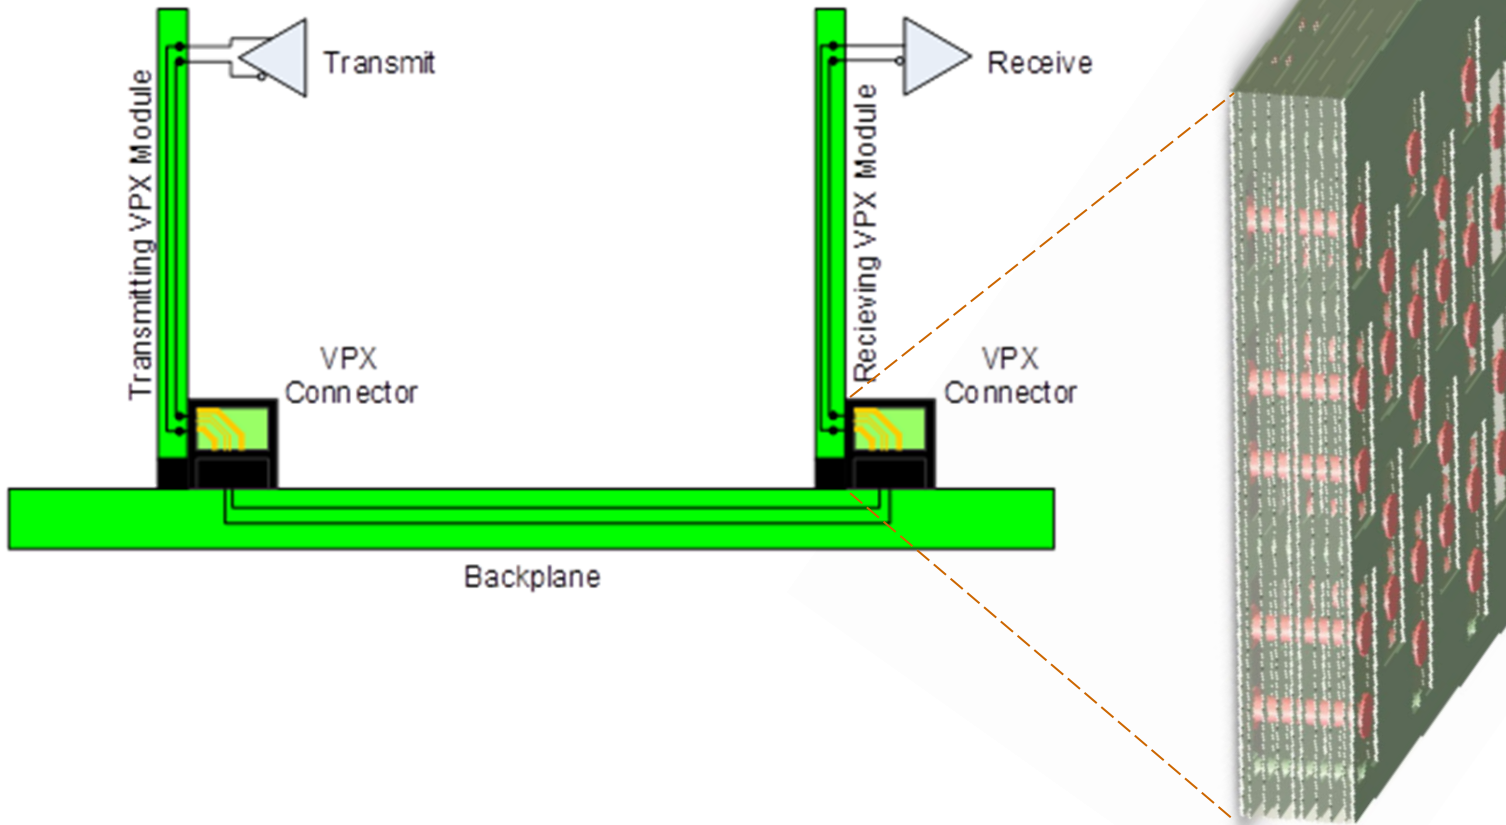 Transmit
Receive
Transmitting VPX Module
Recieving VPX Module
VPX
Connector
VPX
Connector
Backplane